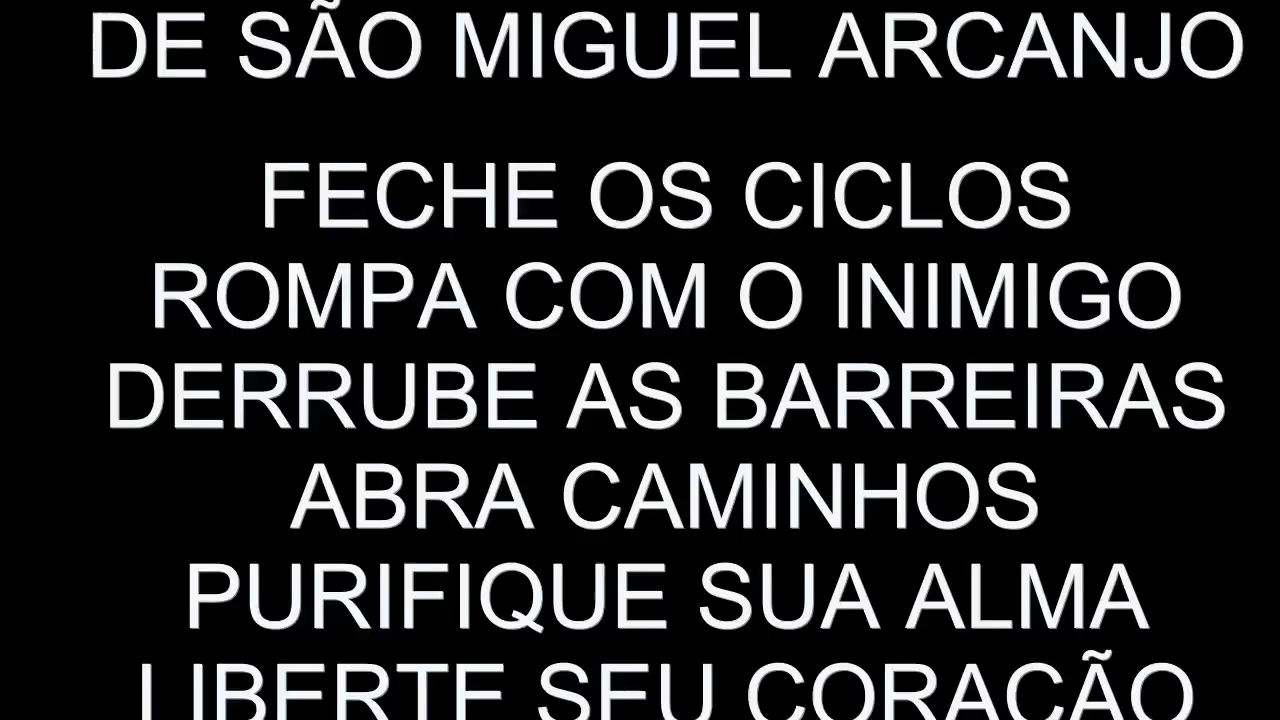 DE SÃO MIGUEL ARCANJO
FECHE OS CICLOS
ROMPA COM O INIMIGO
DERRUBE AS BARREIRAS
ABRA CAMINHOS
PURIFIQUE SUA ALMA
LIBERTE SEU CORAÇÃO